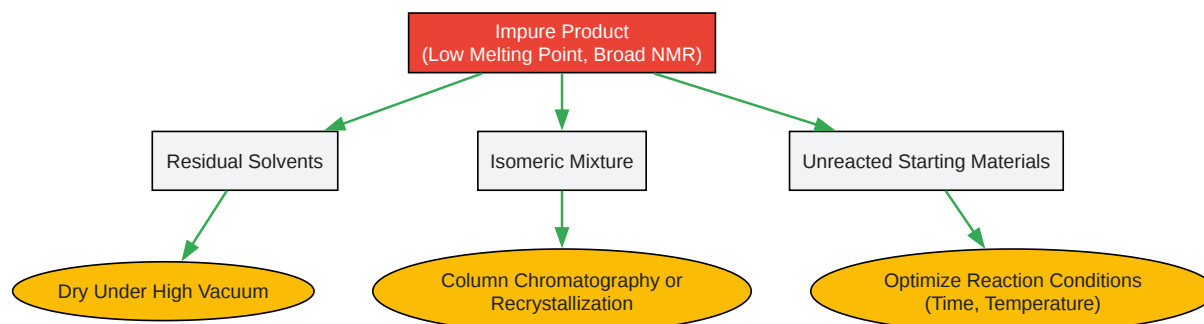 Impure Product
(Low Melting Point, Broad NMR)
Residual Solvents
Isomeric Mixture
Unreacted Starting Materials
Dry Under High Vacuum
Column Chromatography or
Recrystallization
Optimize Reaction Conditions
(Time, Temperature)